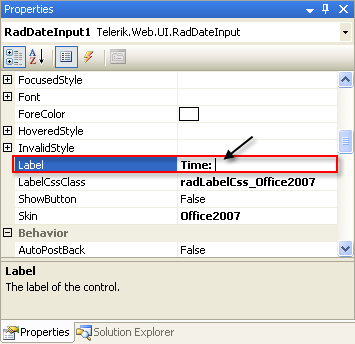 Properties
RadDateInput1 Telerik.Web.UI.RadDateInput
FocusedStyle
Font
ForeColor
HoveredStyle
InvalidStyle
Label Time:
LabelCssClass radLabelCss_Office2007
ShowButton False
Skin Office2007
Behavior
AutoPostBack False
Label
The label of the control.
Properties Solution Explorer